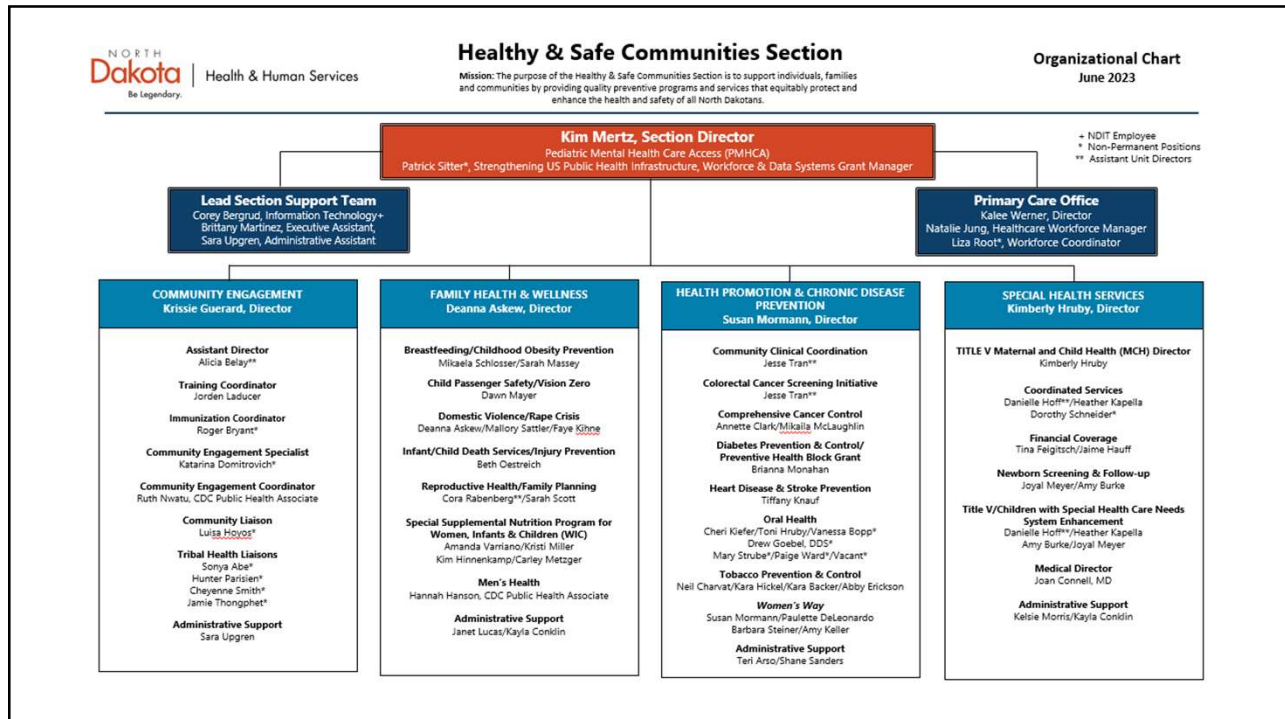 NORTH
Dakota
Be Legendary.
Health & Human Services
Healthy & Safe Communities Section
Mission: The purpose of the Healthy & Safe Communities Section is to support individuals, families
and communities by providing quality preventive programs and services that equitably protect and
enhance the health and safety of all North Dakotans.
Organizational Chart
June 2023
+ NDIT Employee
* Non-Permanent Positions
** Assistant Unit Directors
Kim Mertz, Section Director
Pediatric Mental Health Care Access (PMHCA)
Patrick Sitter*, Strengthening US Public Health Infrastructure, Workforce & Data Systems Grant Manager
Lead Section Support Team
Corey Bergrud, Information Technology+
Brittany Martinez, Executive Assistant,
Sara Upgren, Administrative Assistant
Primary Care Office
Kalee Werner, Director
Natalie Jung, Healthcare Workforce Manager
Liza Root*, Workforce Coordinator
COMMUNITY ENGAGEMENT
Krissie Guerard, Director
Assistant Director
Alicia Belay**
Training Coordinator
Jorden Laducer
Immunization Coordinator
Roger Bryant*
Community Engagement Specialist
Katarina Domitrovich*
Community Engagement Coordinator
Ruth Nwatu, CDC Public Health Associate
Community Liaison
Luisa Hoyos*
Tribal Health Liaisons
Sonya Abe*
Hunter Parisien*
Cheyenne Smith*
Jamie Thongphet*
Administrative Support
Sara Upgren
FAMILY HEALTH & WELLNESS
Deanna Askew, Director
Breastfeeding/Childhood Obesity Prevention
Mikaela Schlosser/Sarah Massey
Child Passenger Safety/Vision Zero
Dawn Mayer
Domestic Violence/Rape Crisis
Deanna Askew/Mallory Sattler/Faye Kihne
Infant/Child Death Services/Injury Prevention
Beth Oestreich
Reproductive Health/Family Planning
Cora Rabenberg**/Sarah Scott
Special Supplemental Nutrition Program for
Women, Infants & Children (WIC)
Amanda Varriano/Kristi Miller
Kim Hinnenkamp/Carley Metzger
Men's Health
Hannah Hanson, CDC Public Health Associate
Administrative Support
Janet Lucas/Kayla Conklin
HEALTH PROMOTION & CHRONIC DISEASE
PREVENTION
Susan Mormann, Director
Community Clinical Coordination
Jesse Tran**
Colorectal Cancer Screening Initiative
Jesse Tran**
Comprehensive Cancer Control
Annette Clark/Mikaila McLaughlin
Diabetes Prevention & Control/
Preventive Health Block Grant
Brianna Monahan
Heart Disease & Stroke Prevention
Tiffany Knauf
Oral Health
Cheri Kiefer/Toni Hruby/Vanessa Bopp*
Drew Goebel, DDS*
Mary Strube*/Paige Ward*/Vacant*
Tobacco Prevention & Control
Neil Charvat/Kara Hickel/Kara Backer/Abby Erickson
Women's Way
Susan Mormann/Paulette DeLeonardo
Barbara Steiner/Amy Keller
Administrative Support
Teri Arso/Shane Sanders
SPECIAL HEALTH SERVICES
Kimberly Hruby, Director
TITLE V Maternal and Child Health (MCH) Director
Kimberly Hruby
Coordinated Services
Danielle Hoff**/Heather Kapella
Dorothy Schneider*
Financial Coverage
Tina Feigitsch/Jaime Hauff
Newborn Screening & Follow-up
Joyal Meyer/Amy Burke
Title V/Children with Special Health Care Needs
System Enhancement
Danielle Hoff**/Heather Kapella
Amy Burke/Joyal Meyer
Medical Director
Joan Connell, MD
Administrative Support
Kelsie Morris/Kayla Conklin